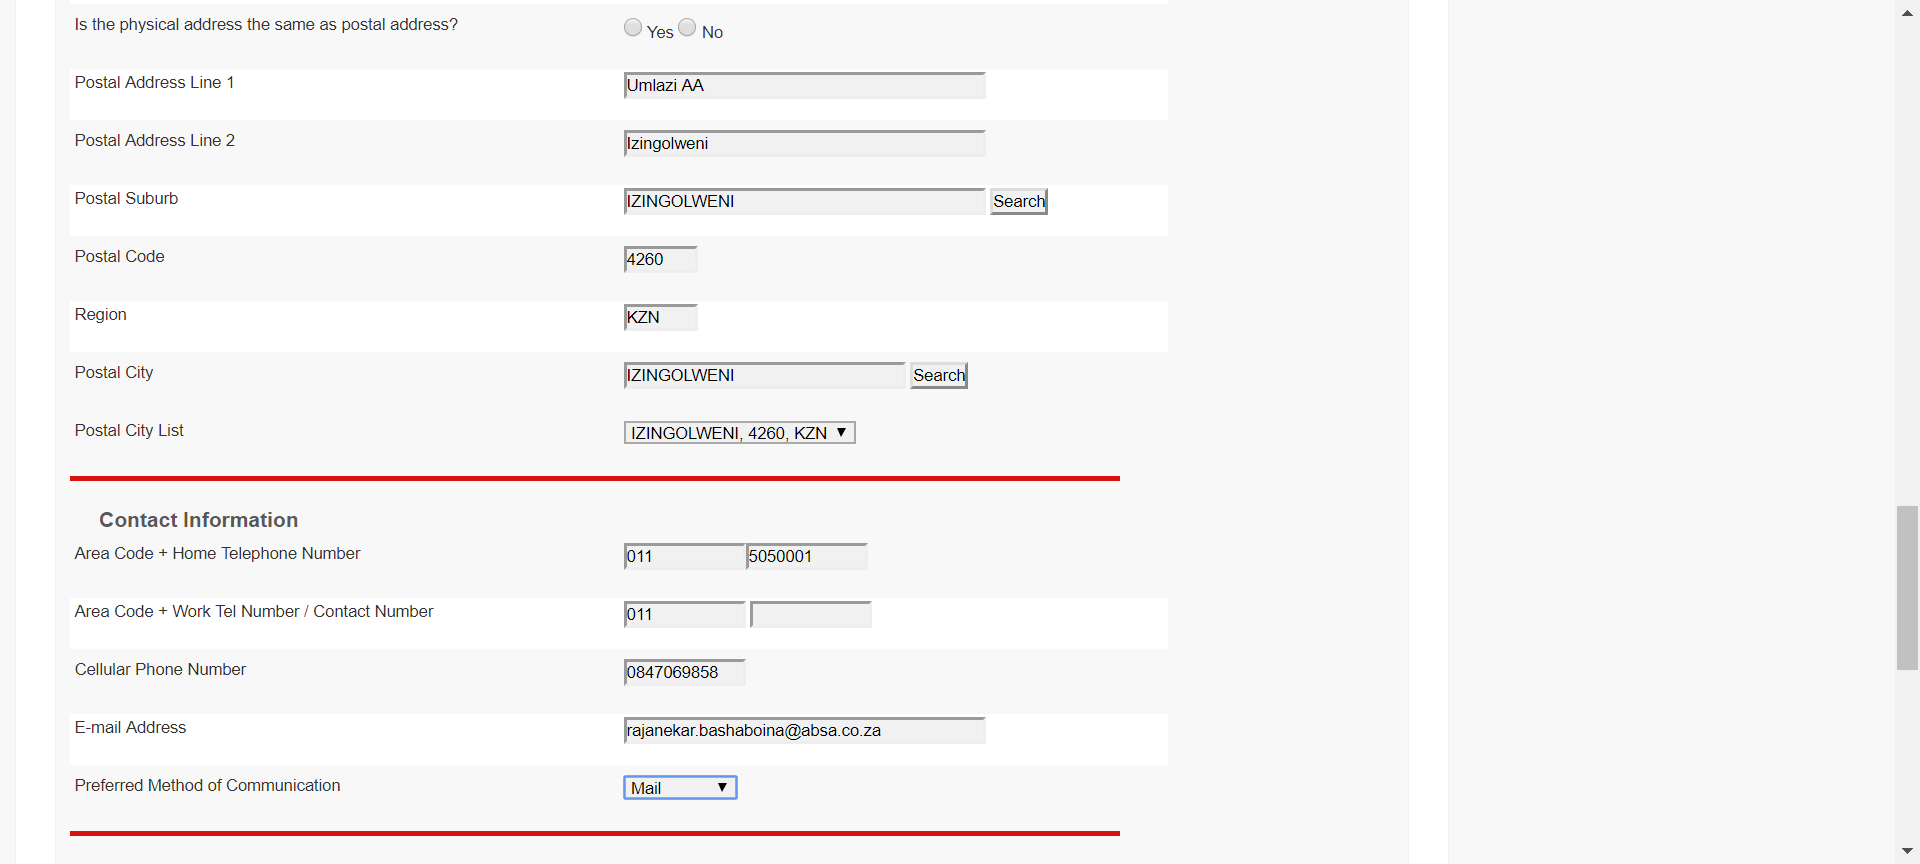 Is the physical address the same as postal address? Yes No
Postal Address Line 1 Umlazi AA
Postal Address Line 2 Izingolweni
Postal Suburb IZINGOLWENI Search
Postal Code 4260
Region KZN
Postal City IZINGOLWENI Search
Postal City List IZINGOLWENI, 4260, KZN
Contact Information
Area Code + Home Telephone Number 011 5050001
Area Code + Work Tel Number / Contact Number 011
Cellular Phone Number 0847069858
E-mail Address rajanekar.bashaboina@absa.co.za
Preferred Method of Communication Mail